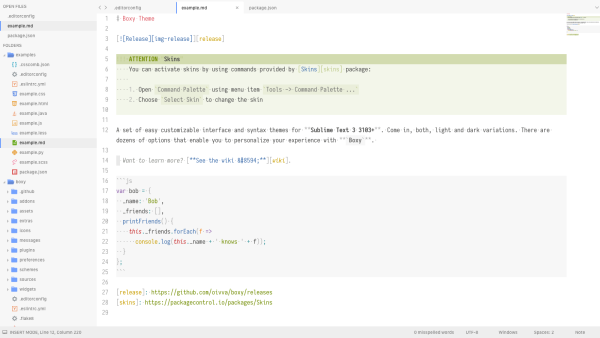 OPEN FILES
.editorconfig
example.md
package.json
FOLDERS
examples
.csscomb.json
.editorconfig
.eslintrc.yml
example.css
example.html
example.java
example.js
example.less
example.md
example.py
example.scss
package.json
Boxy
.github
addons
assets
extras
icons
messages
plugins
preferences
schemes
sources
widgets
.editorconfig
.eslintrc.yml
.editorconfig
example.md
package.json
1 # Boxy Theme
2
3 [![Release][img-release]][release]
4
5 ATTENTION Skins
6 You can activate skins by using commands provided by [Skins][skins] package:
7
8 1. Open `Command Palette` using menu item `Tools -> Command Palette ...`
9 2. Choose `Select Skin` to change the skin
10
11
12 A set of easy customizable interface and syntax themes for **Sublime Text 3 3103+**. Come in, both, light and dark variations. There are
dozens of options that enable you to personalize your experience with ***Boxy***.
13
14 > Want to learn more? [**See the wiki &#8594;**][wiki].
15
16 ```js
17 var bob = {
18 _name: 'Bob',
19 _friends: [],
20 printFriends() {
21 this._friends.forEach(f =>
22 console.log(this._name + ' knows ' + f));
23 }
24 };
25 ```
26
27 [release]: https://github.com/oivva/boxy/releases
28 [skins]: https://packagecontrol.io/packages/Skins
29
INSERT MODE, Line 12, Column 220
0 misspelled words
UTF-8
Windows
Spaces: 2